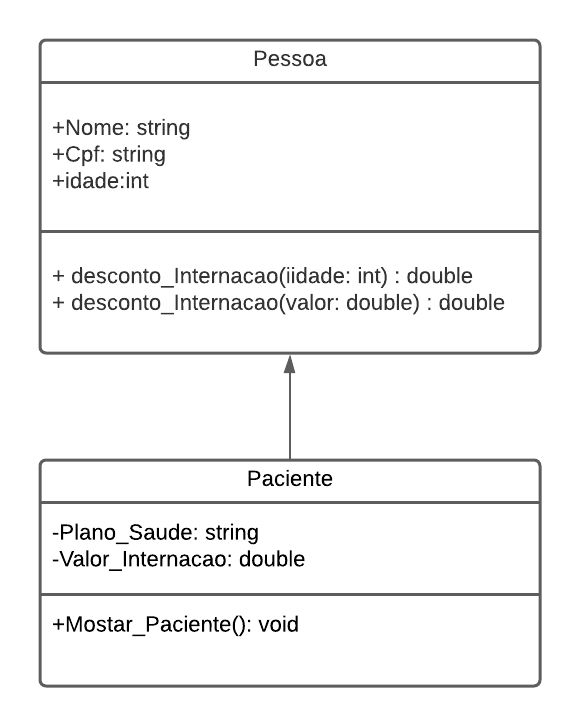 Pessoa
+Nome: string
+Cpf: string
+idade:int
+ desconto_Internacao(iidade: int) : double
+ desconto_Internacao(valor: double) : double
Paciente
-Plano_Saude: string
-Valor_Internacao: double
+Mostar_Paciente(): void